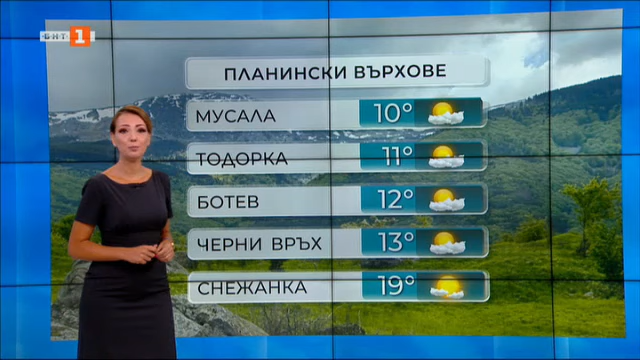 БНТ 1
ПЛАНИНСКИ ВЪРХОВЕ
МУСАЛА 10°
ТОДОРКА 11°
БОТЕВ 12°
ЧЕРНИ ВРЪХ 13°
СНЕЖАНКА 19°